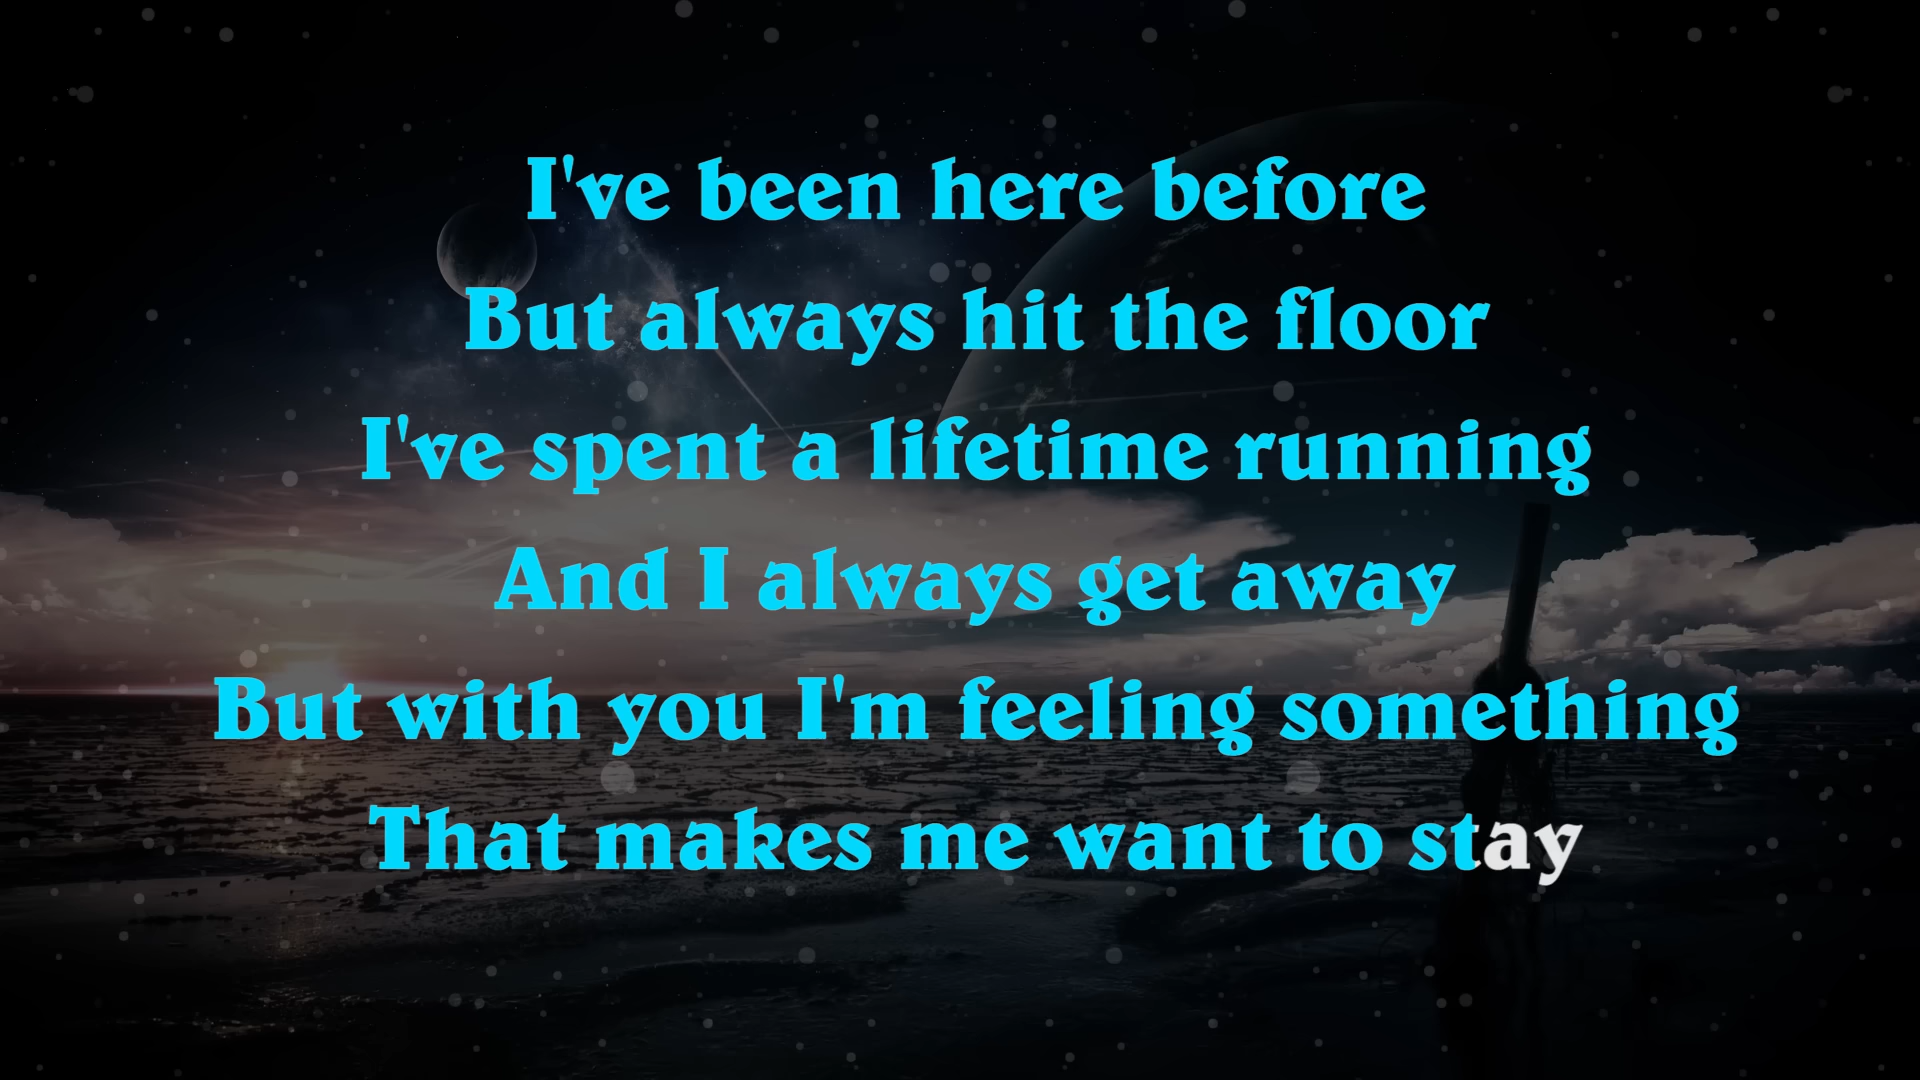 I've been here before
But always hit the floor
I've spent a lifetime running
And I always get away
But with you I'm feeling something
That makes me want to stay